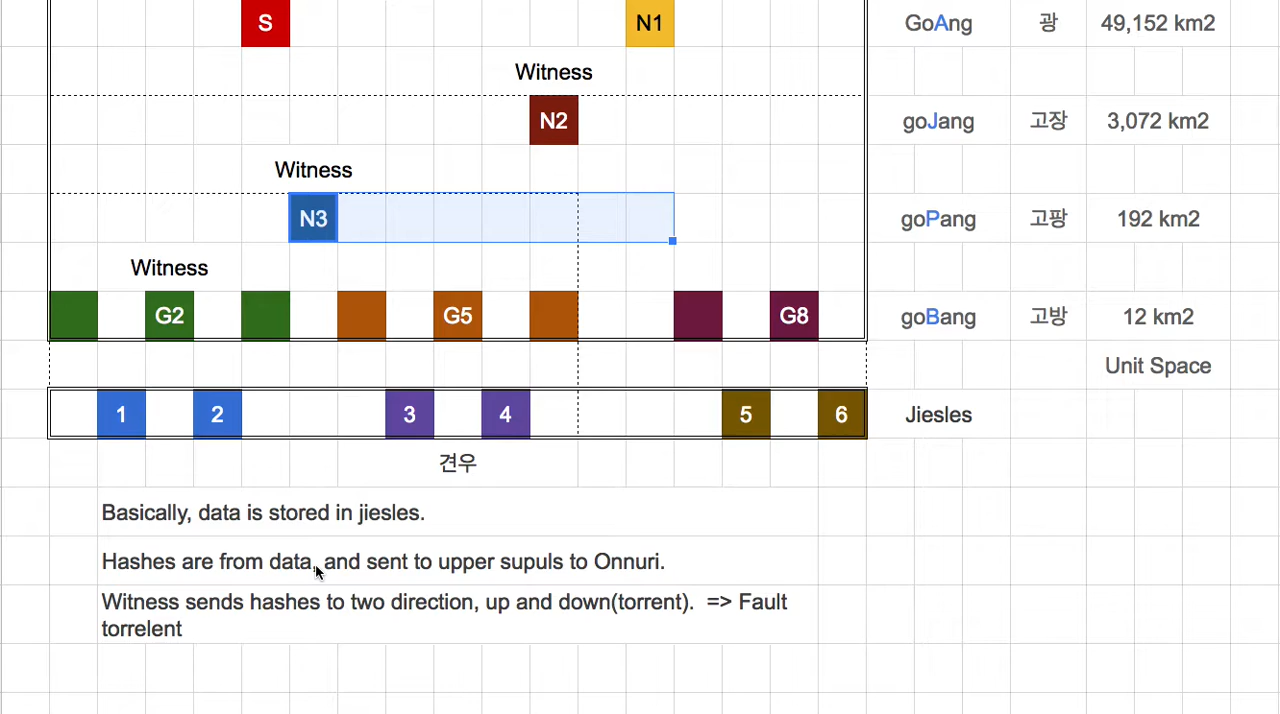 S N1 GoAng 광 49,152 km2
Witness
N2 goJang 고장 3,072 km2
Witness
N3 goPang 고팡 192 km2
Witness
G2 G5 G8 goBang 고방 12 km2
Unit Space
1 2 3 4 5 6 Jiesles
견우
Basically, data is stored in jiesles.
Hashes are from data, and sent to upper supuls to Onnuri.
Witness sends hashes to two direction, up and down(torrent). => Fault
torrelent